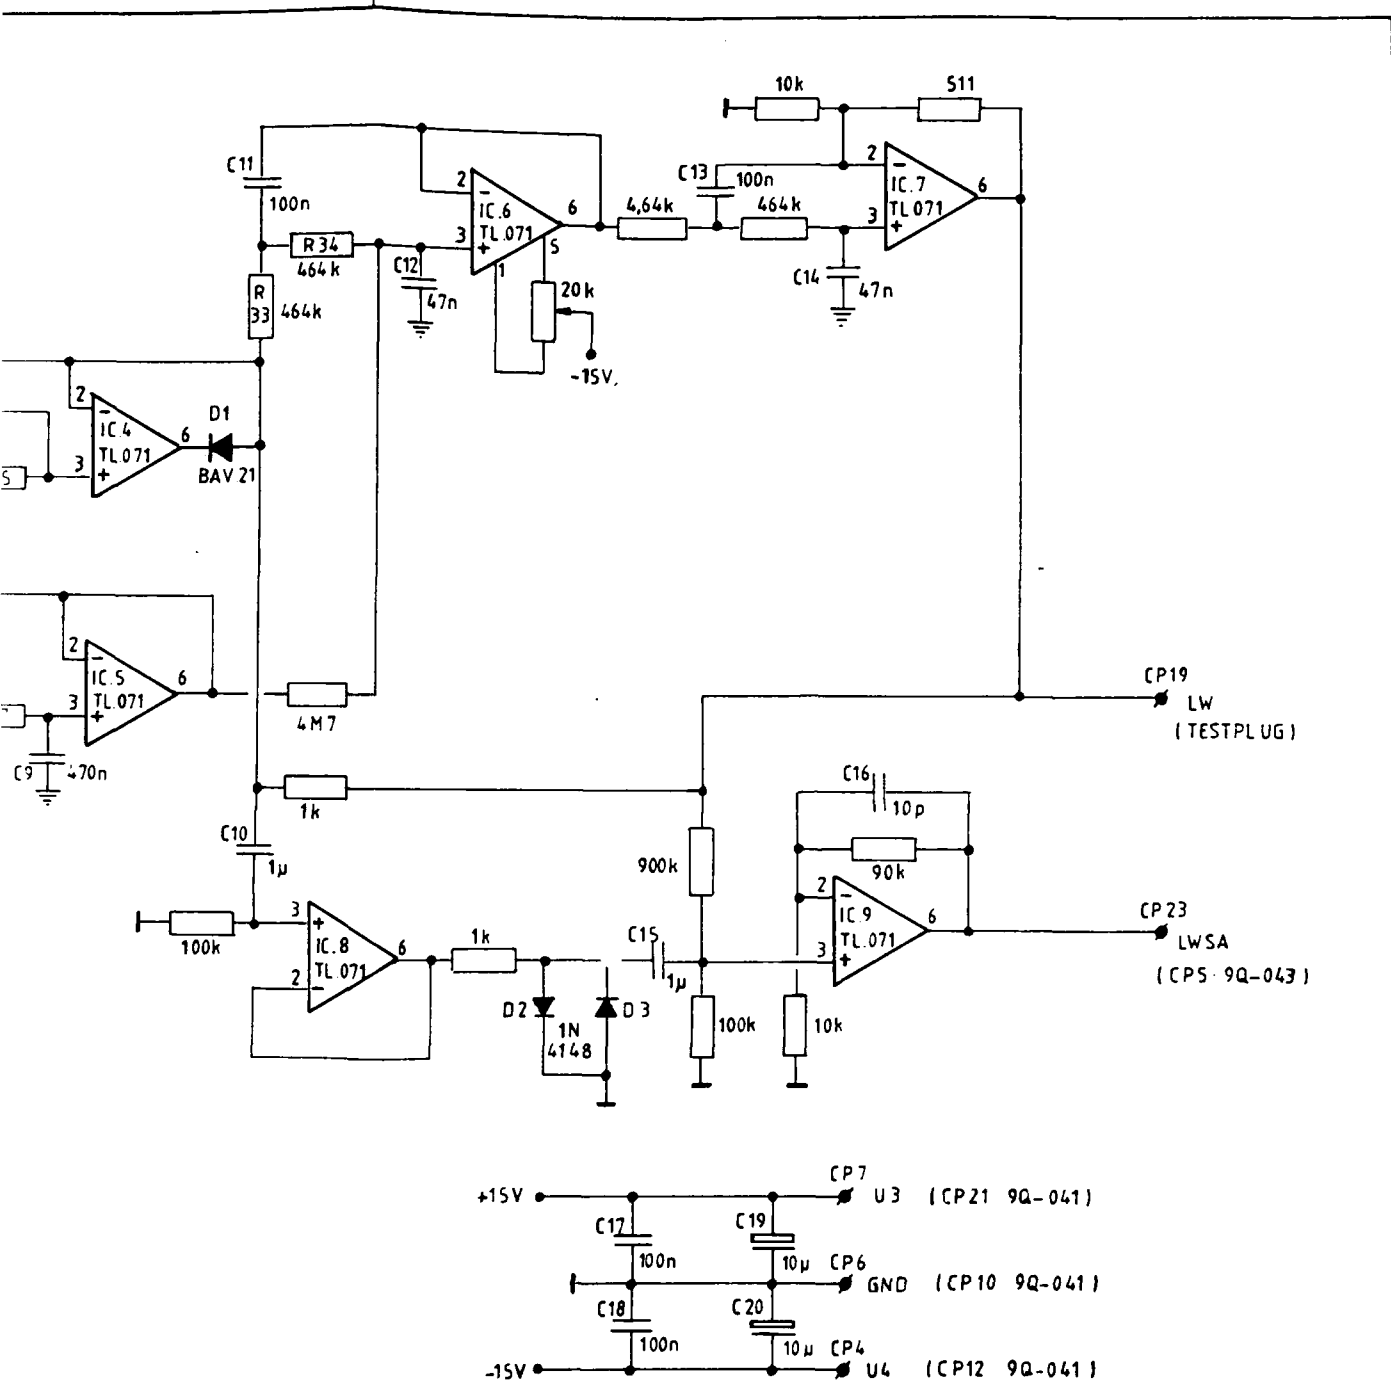 10k
S11
C11
100n
2
-
IC.6
TL.071
6
3
+
1
5
20k
-15V.
R34
464k
C12
47n
R
33
464k
4,64k
C13
100n
464k
2
-
IC.7
TL071
6
3
+
C14
47n
2
-
IC.4
TL.071
6
3
+
D1
BAV.21
S
2
-
IC.5
TL.071
6
3
+
C9
470n
4M7
CP19
LW
(TESTPLUG)
1k
C10
1µ
100k
3
+
IC.8
TL.071
6
2
-
1k
D2
1N
4148
D3
C15
1µ
900k
100k
C16
10p
90k
2
-
IC.9
TL.071
6
3
+
10k
CP23
LWSA
(CP5. 9Q-043)
+15V
CP7
U3 (CP21 9Q-041)
C17
100n
C19
10µ
CP6
GND (CP10 9Q-041)
C18
100n
C20
10µ
CP4
-15V
U4 (CP12 9Q-041)